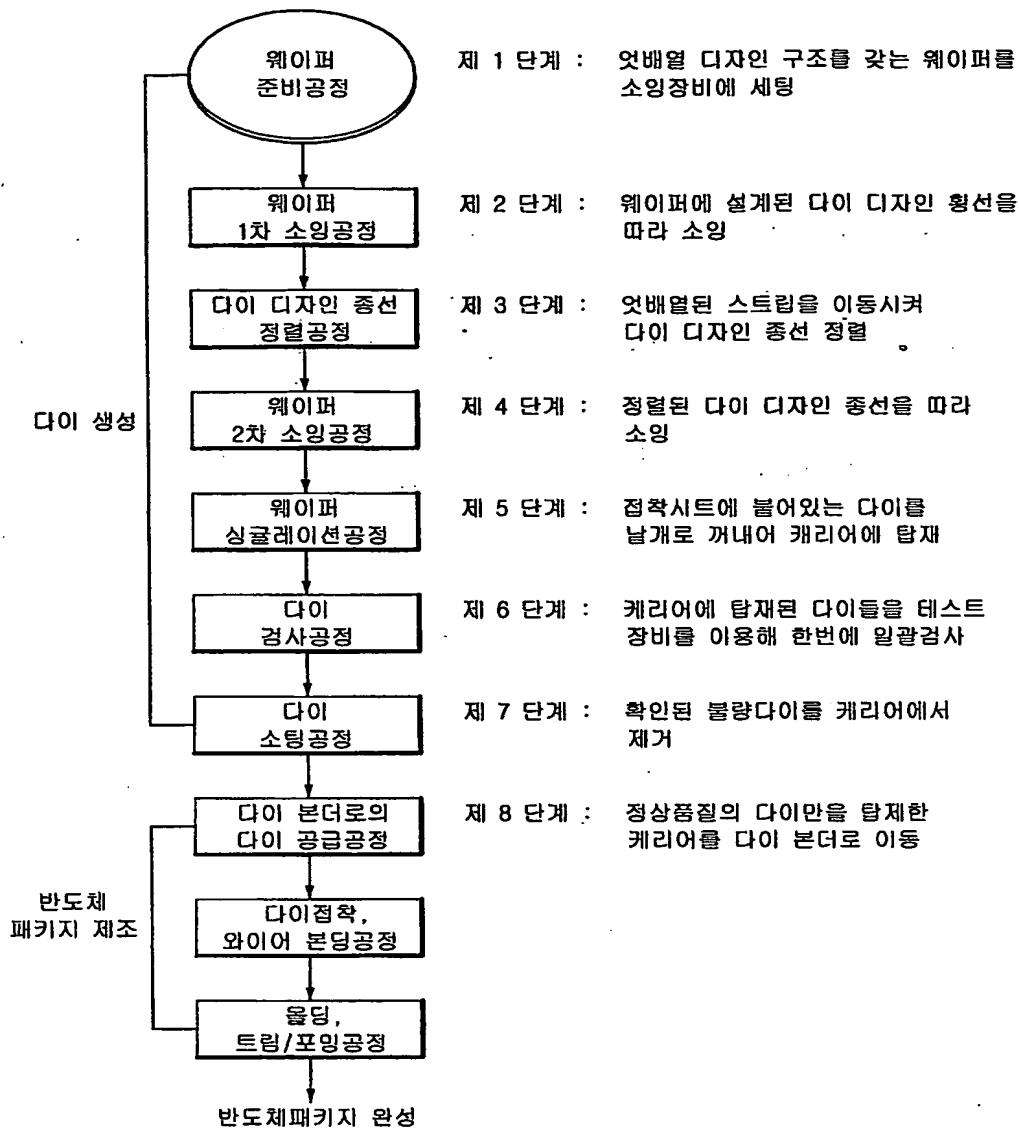 웨이퍼
준비공정
제 1 단계 : 엇배열 디자인 구조를 갖는 웨이퍼를
소잉장비에 세팅
웨이퍼
1차 소잉공정
제 2 단계 : 웨이퍼에 설계된 다이 디자인 횡선을
따라 소잉
다이 디자인 종선
정렬공정
제 3 단계 : 엇배열된 스트립을 이동시켜
다이 디자인 종선 정렬
다이 생성
웨이퍼
2차 소잉공정
제 4 단계 : 정렬된 다이 디자인 종선을 따라
소잉
웨이퍼
싱귤레이션공정
제 5 단계 : 접착시트에 붙어있는 다이를
낱개로 꺼내어 캐리어에 탑재
다이
검사공정
제 6 단계 : 케리어에 탑재된 다이들을 테스트
장비를 이용해 한번에 일괄검사
다이
소팅공정
제 7 단계 : 확인된 불량다이를 캐리어에서
제거
다이 본더로의
다이 공급공정
제 8 단계 : 정상품질의 다이만을 탑제한
케리어를 다이 본더로 이동
반도체
패키지 제조
다이접착,
와이어 본딩공정
몰딩,
트림/포밍공정
반도체패키지 완성